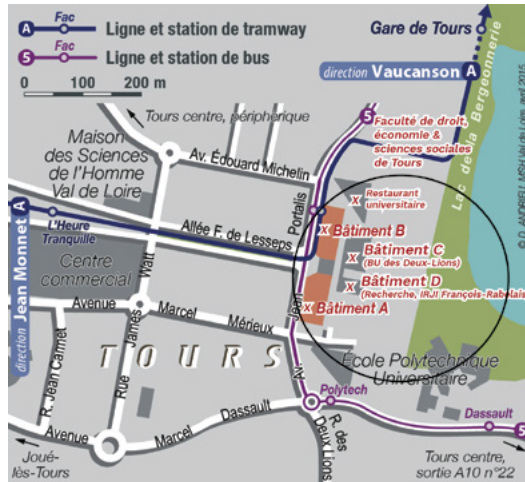 A Fac Ligne et station de tramway
5 Fac Ligne et station de bus
0 100 200 m
Gare de Tours
direction Vaucanson A
Tours centre, périphérique
5
Faculté de droit,
économie &
sciences sociales
de Tours
Lac de la Bergeonnerie
Maison
des Sciences
de l'Homme
Val de Loire
Av. Édouard Michelin
Portalis
X Restaurant
universitaire
A
L'Heure
Tranquille
Allée F. de Lesseps
X Bâtiment B
X Bâtiment C
(BU des Deux-Lions)
X Bâtiment D
(Recherche, IRJI François-Rabelais)
direction Jean Monnet
Centre
commercial
Watt
James
Rue
Avenue Marcel Mérieux
Jean
Av.
X Bâtiment A
TOURS
R. Jean Carmet
École Polytechnique
Universitaire
Polytech
Dassault
5
Avenue Marcel Dassault
R. des
Deux Lions
Joué-
lès-Tours
Tours centre,
sortie A10 n°22